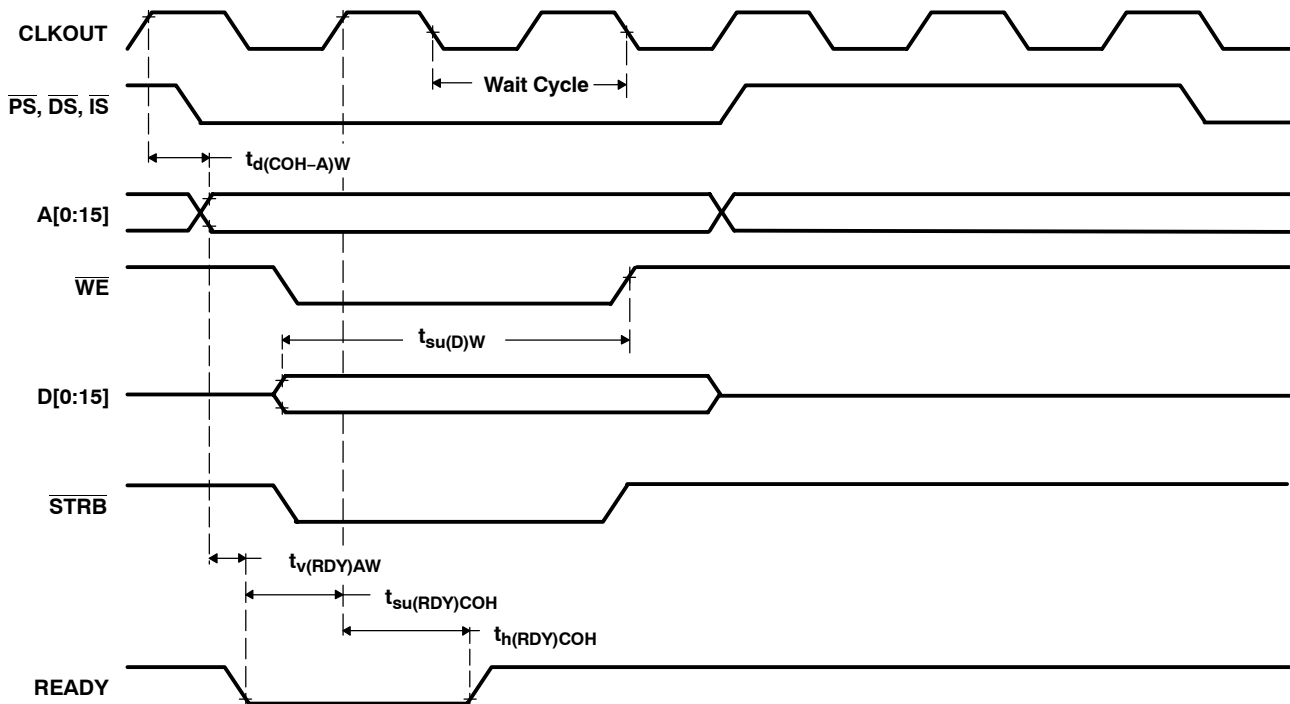 CLKOUT
Wait Cycle
PS, DS, IS
td(COH−A)W
A[0:15]
WE
tsu(D)W
D[0:15]
STRB
tv(RDY)AW
tsu(RDY)COH
th(RDY)COH
READY